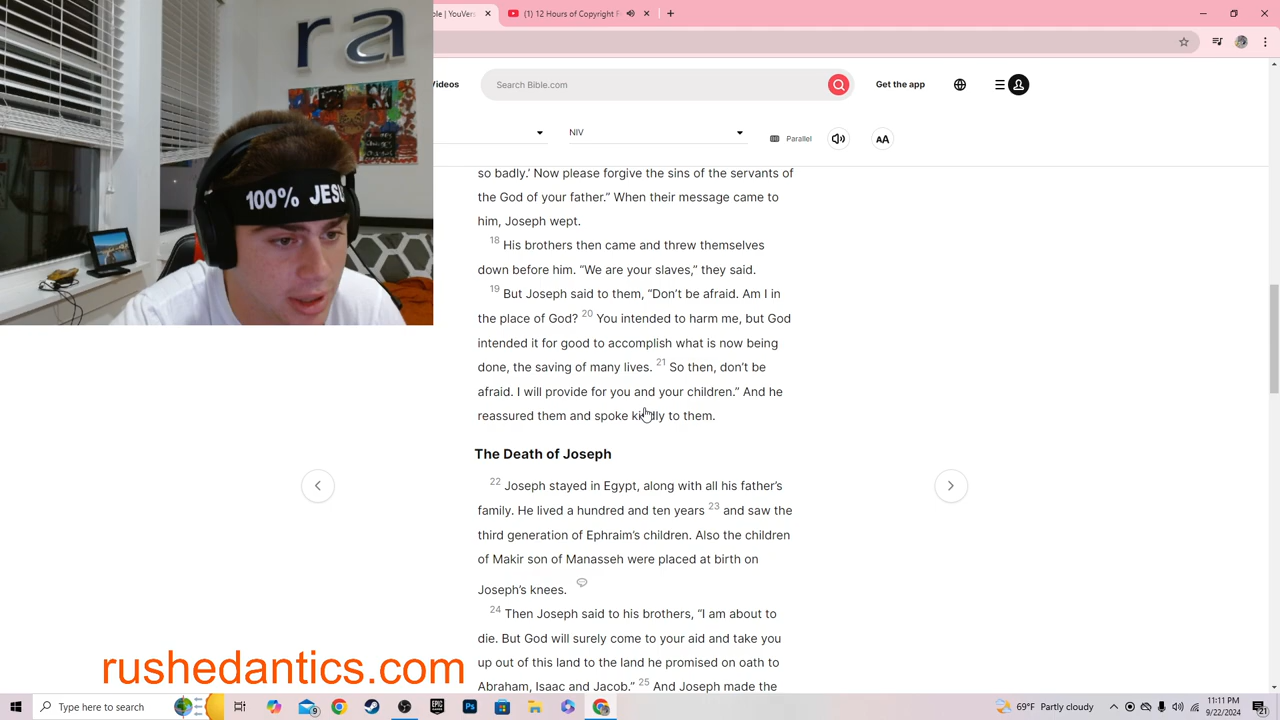 ra
100% JESU
ple | YouVers
(1) 12 Hours of Copyright F
Videos
Search Bible.com
Get the app
NIV
Parallel
AA
so badly.’ Now please forgive the sins of the servants of
the God of your father.” When their message came to
him, Joseph wept.
18 His brothers then came and threw themselves
down before him. “We are your slaves,” they said.
19 But Joseph said to them, “Don’t be afraid. Am I in
the place of God? 20 You intended to harm me, but God
intended it for good to accomplish what is now being
done, the saving of many lives. 21 So then, don’t be
afraid. I will provide for you and your children.” And he
reassured them and spoke kindly to them.
The Death of Joseph
22 Joseph stayed in Egypt, along with all his father’s
family. He lived a hundred and ten years 23 and saw the
third generation of Ephraim’s children. Also the children
of Makir son of Manasseh were placed at birth on
Joseph’s knees.
24 Then Joseph said to his brothers, “I am about to
die. But God will surely come to your aid and take you
up out of this land to the land he promised on oath to
Abraham, Isaac and Jacob.” 25 And Joseph made the
rushedantics.com
Type here to search
9
EPIC
Ps
69°F Partly cloudy
11:11 PM
9/22/2024